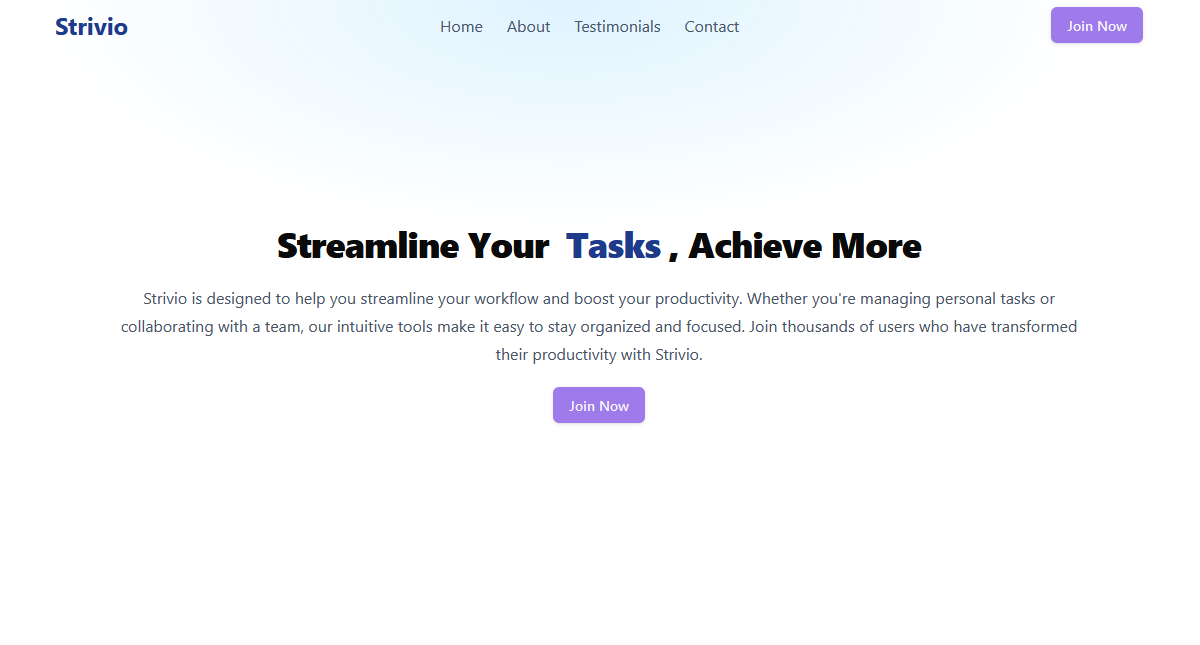 Strivio
Home About Testimonials Contact
Join Now
Streamline Your Tasks , Achieve More
Strivio is designed to help you streamline your workflow and boost your productivity. Whether you're managing personal tasks or
collaborating with a team, our intuitive tools make it easy to stay organized and focused. Join thousands of users who have transformed
their productivity with Strivio.
Join Now